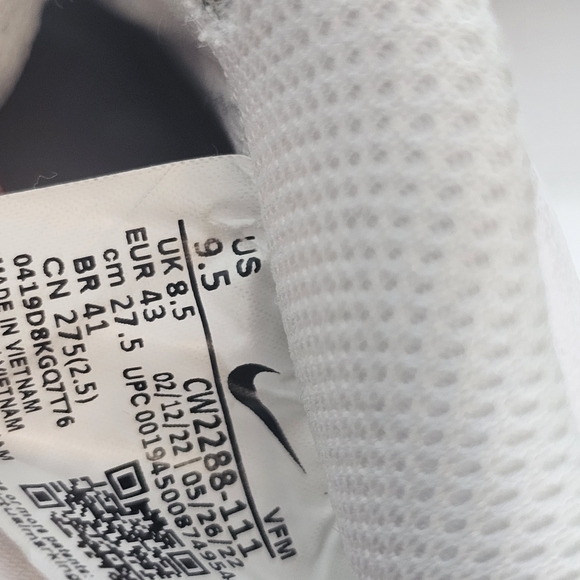 US
9.5
VFM
UK 8.5
CW2288-111
EUR 43
02/12/22 | 05/26/22
cm 27.5
UPC 00194500874954
BR 41
CN 275(2.5)
0419D8KGQ7T76
MADE IN VIETNAM
VIETNAM